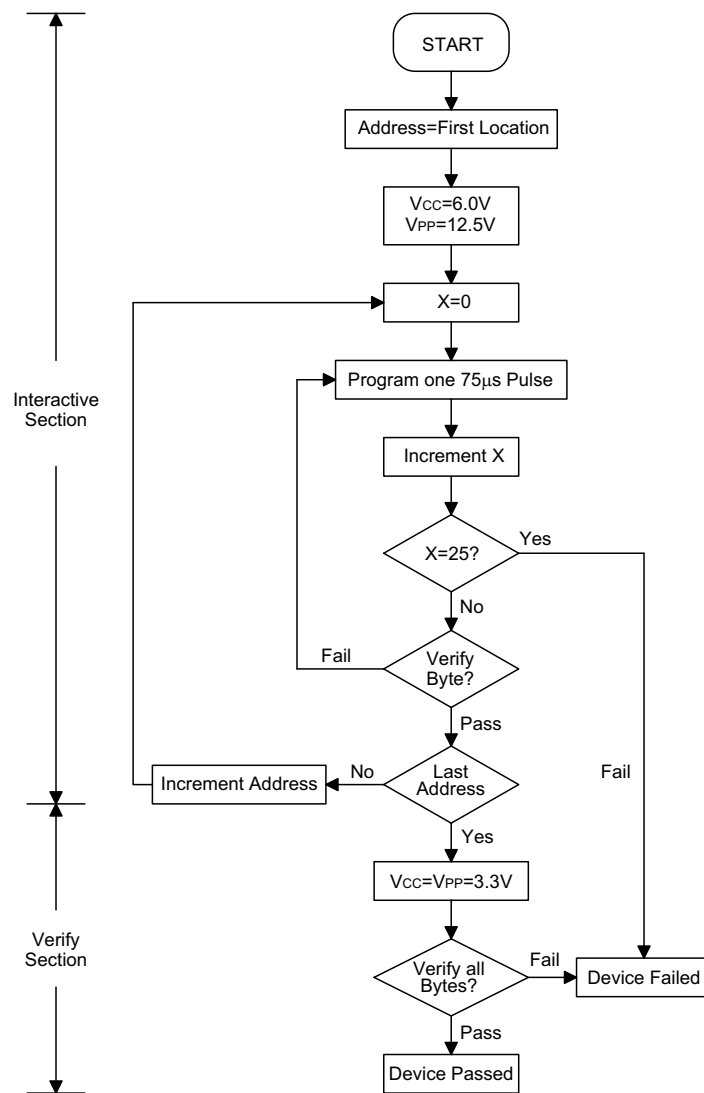 START
Address=First Location
VCC=6.0V
VPP=12.5V
X=0
Program one 75µs Pulse
Interactive
Section
Increment X
X=25?
Yes
No
Fail
Verify
Byte?
Pass
Increment Address
No
Last
Address
Fail
Yes
VCC=VPP=3.3V
Verify
Section
Verify all
Bytes?
Fail
Device Failed
Pass
Device Passed